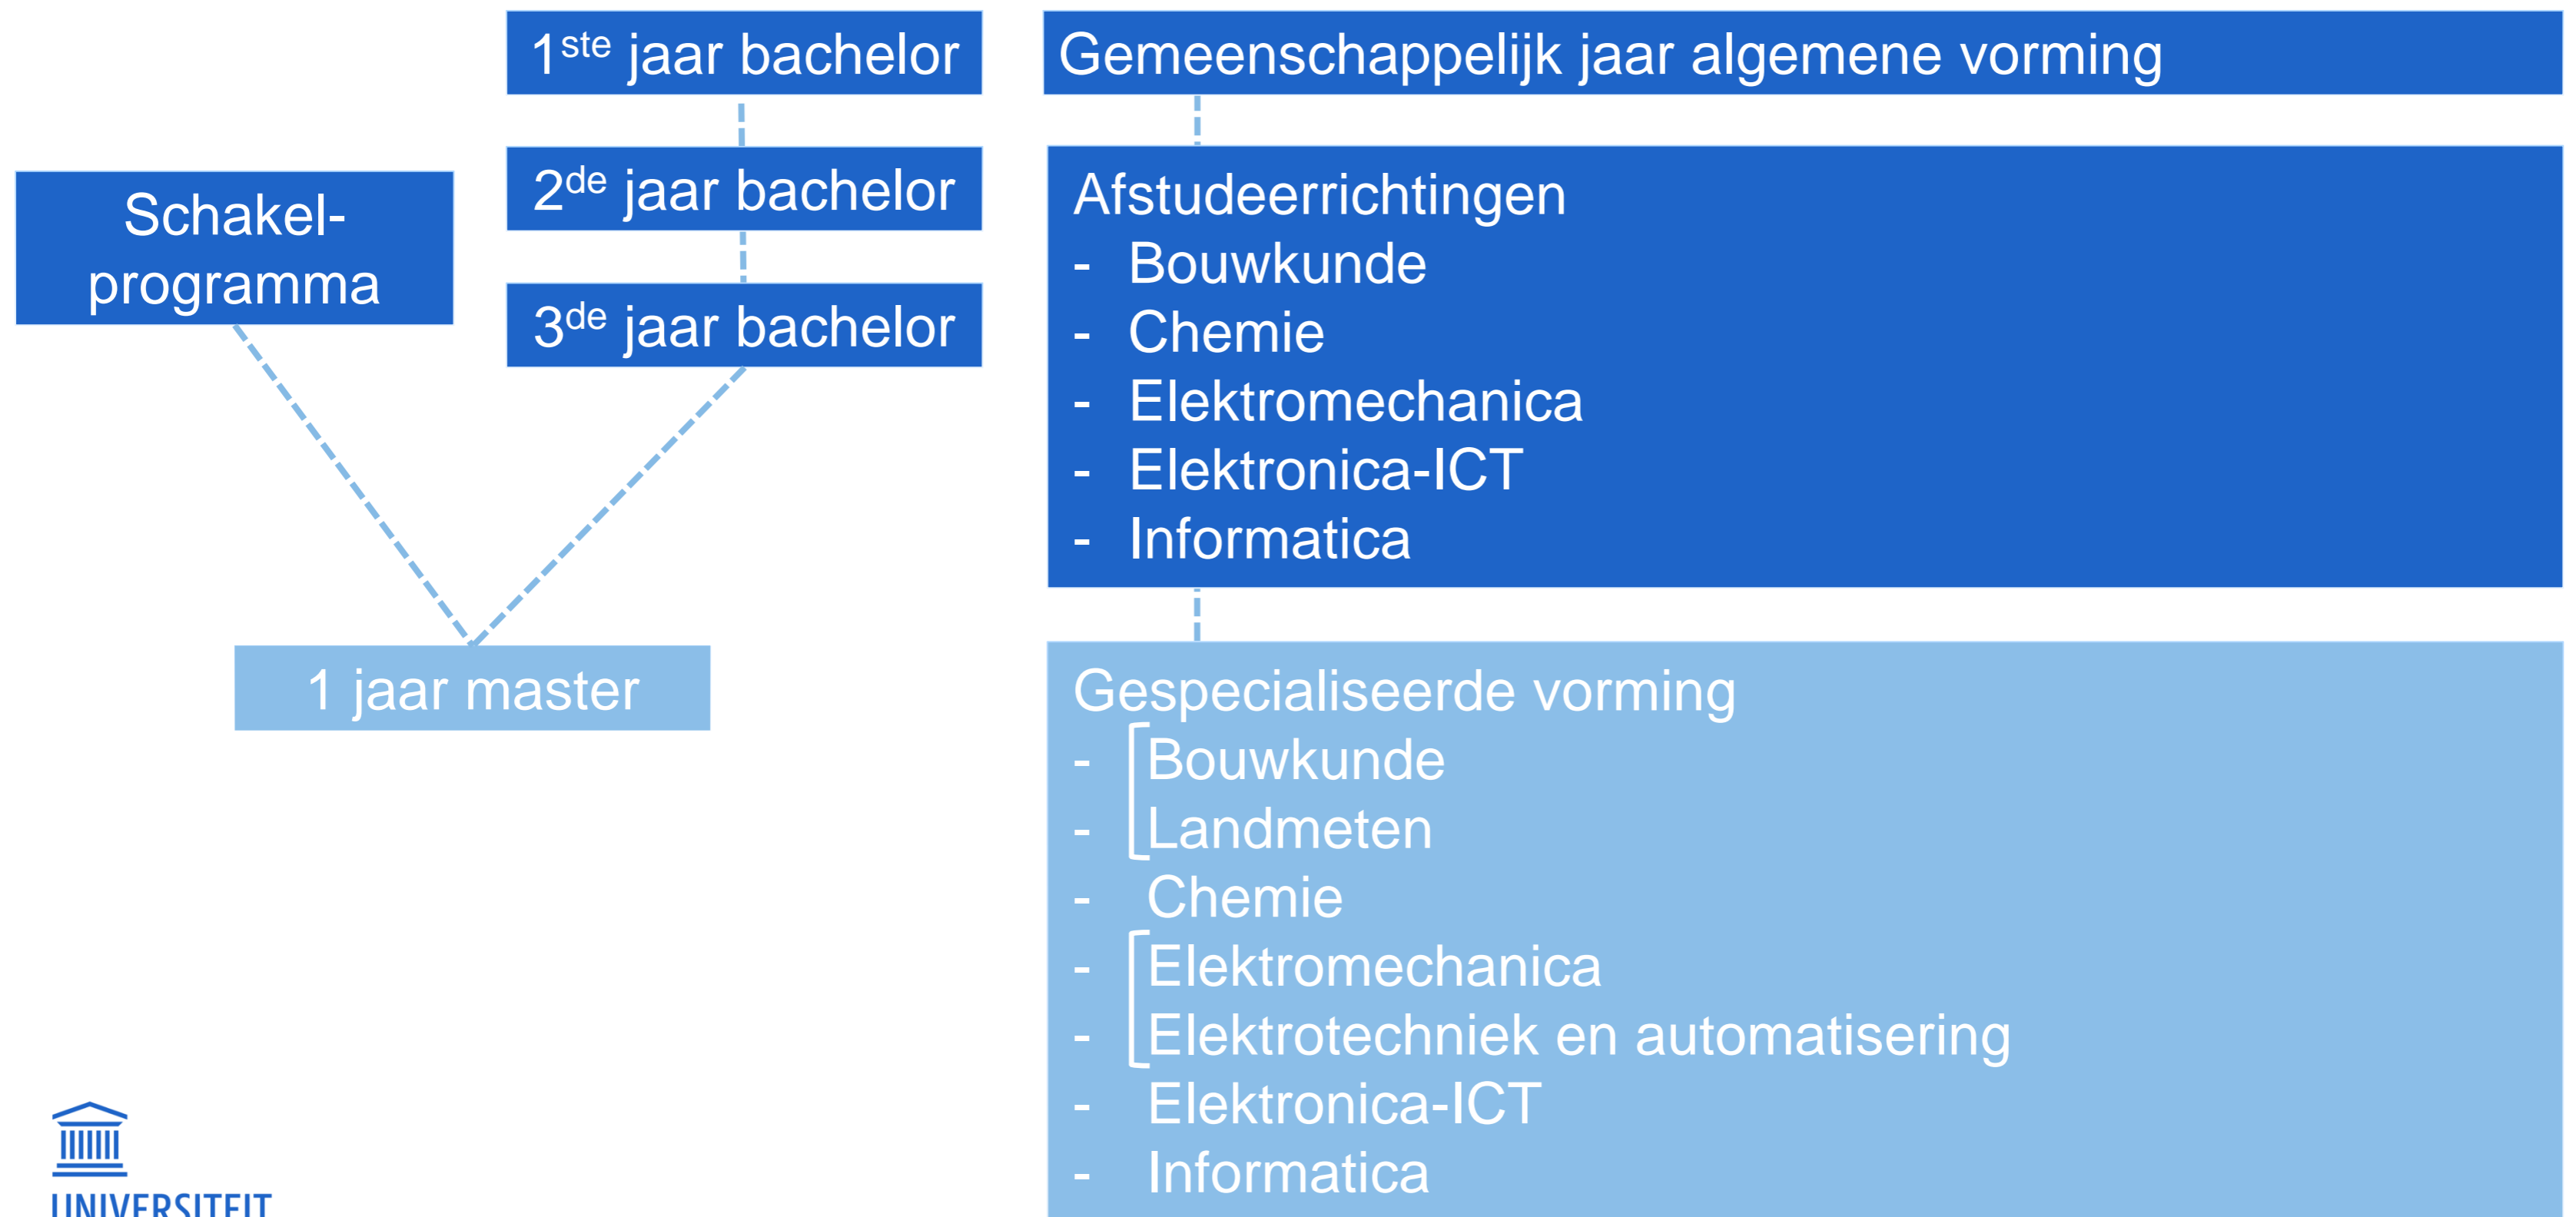 1ste jaar bachelor
2de jaar bachelor
3de jaar bachelor
Schakel-
programma
1 jaar master
Gemeenschappelijk jaar algemene vorming
Afstudeerrichtingen
- Bouwkunde
- Chemie
- Elektromechanica
- Elektronica-ICT
- Informatica
Gespecialiseerde vorming
- Bouwkunde
- Landmeten
- Chemie
- Elektromechanica
- Elektrotechniek en automatisering
- Elektronica-ICT
- Informatica
UNIVERSITEIT